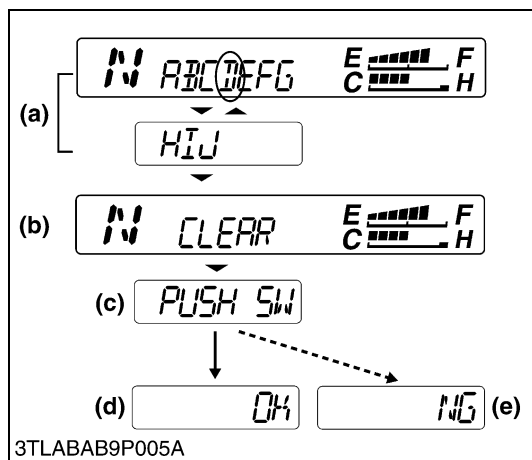 N ABCDEFG E F
C H
(a)
HIJ
(b) N CLEAR E F
C H
(c) PUSH SW
(d) OK NG (e)
3TLABAB9P005A